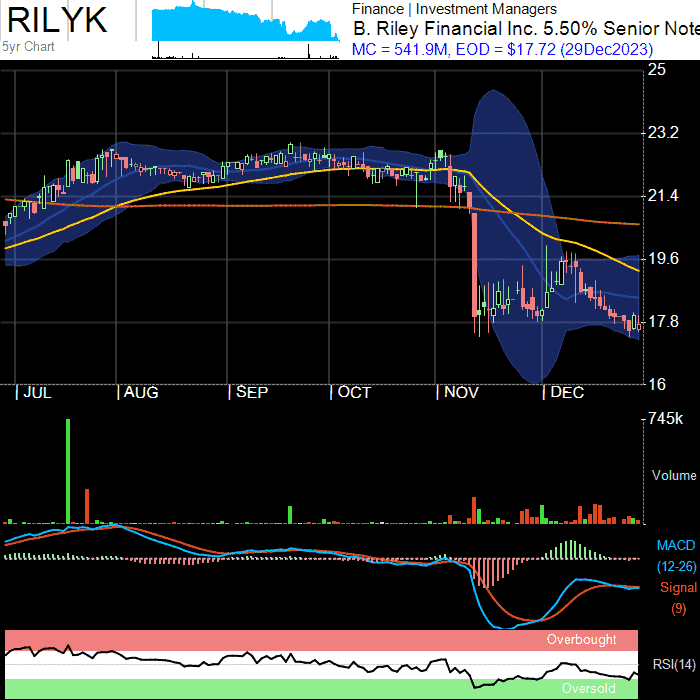 RILYK
5yr Chart
Finance | Investment Managers
B. Riley Financial Inc. 5.50% Senior Note
MC = 541.9M, EOD = $17.72 (29Dec2023)
25
23.2
21.4
19.6
17.8
16
JUL AUG SEP OCT NOV DEC
745k
Volume
MACD
(12-26)
Signal
(9)
Overbought
RSI(14)
Oversold